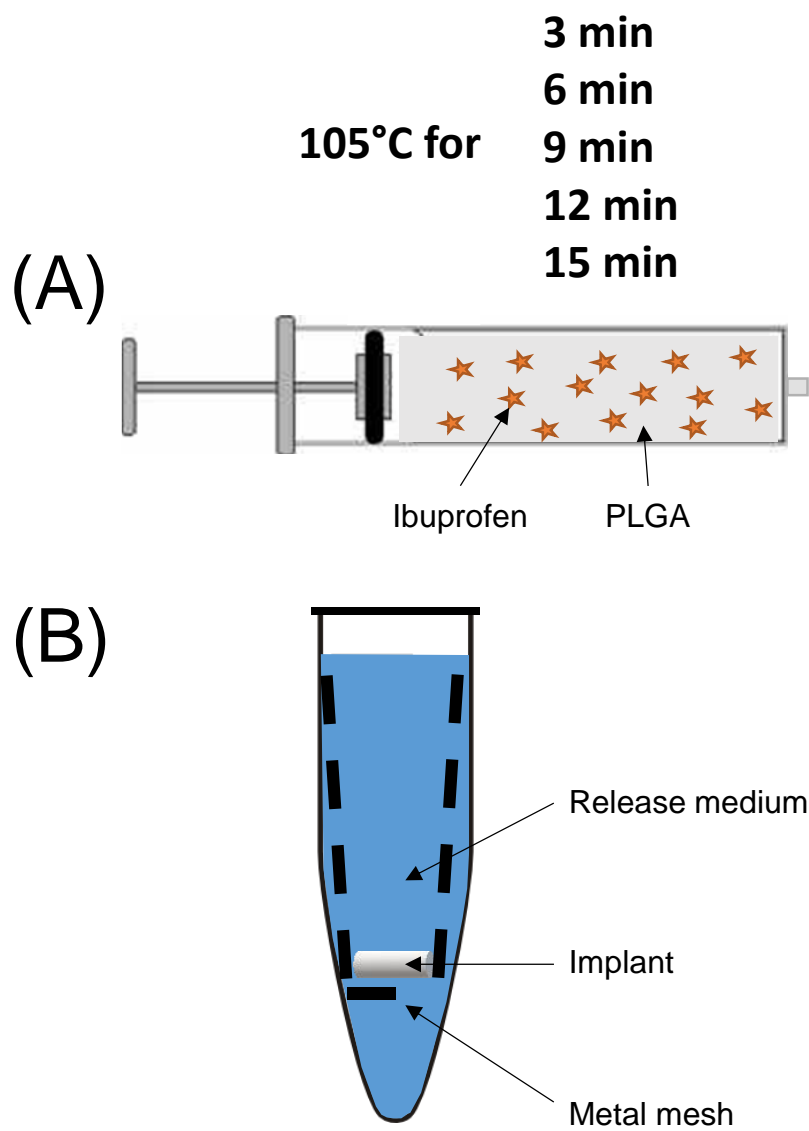 3 min
6 min
105°C for 9 min
12 min
15 min
(A)
Ibuprofen PLGA
(B)
Release medium
Implant
Metal mesh